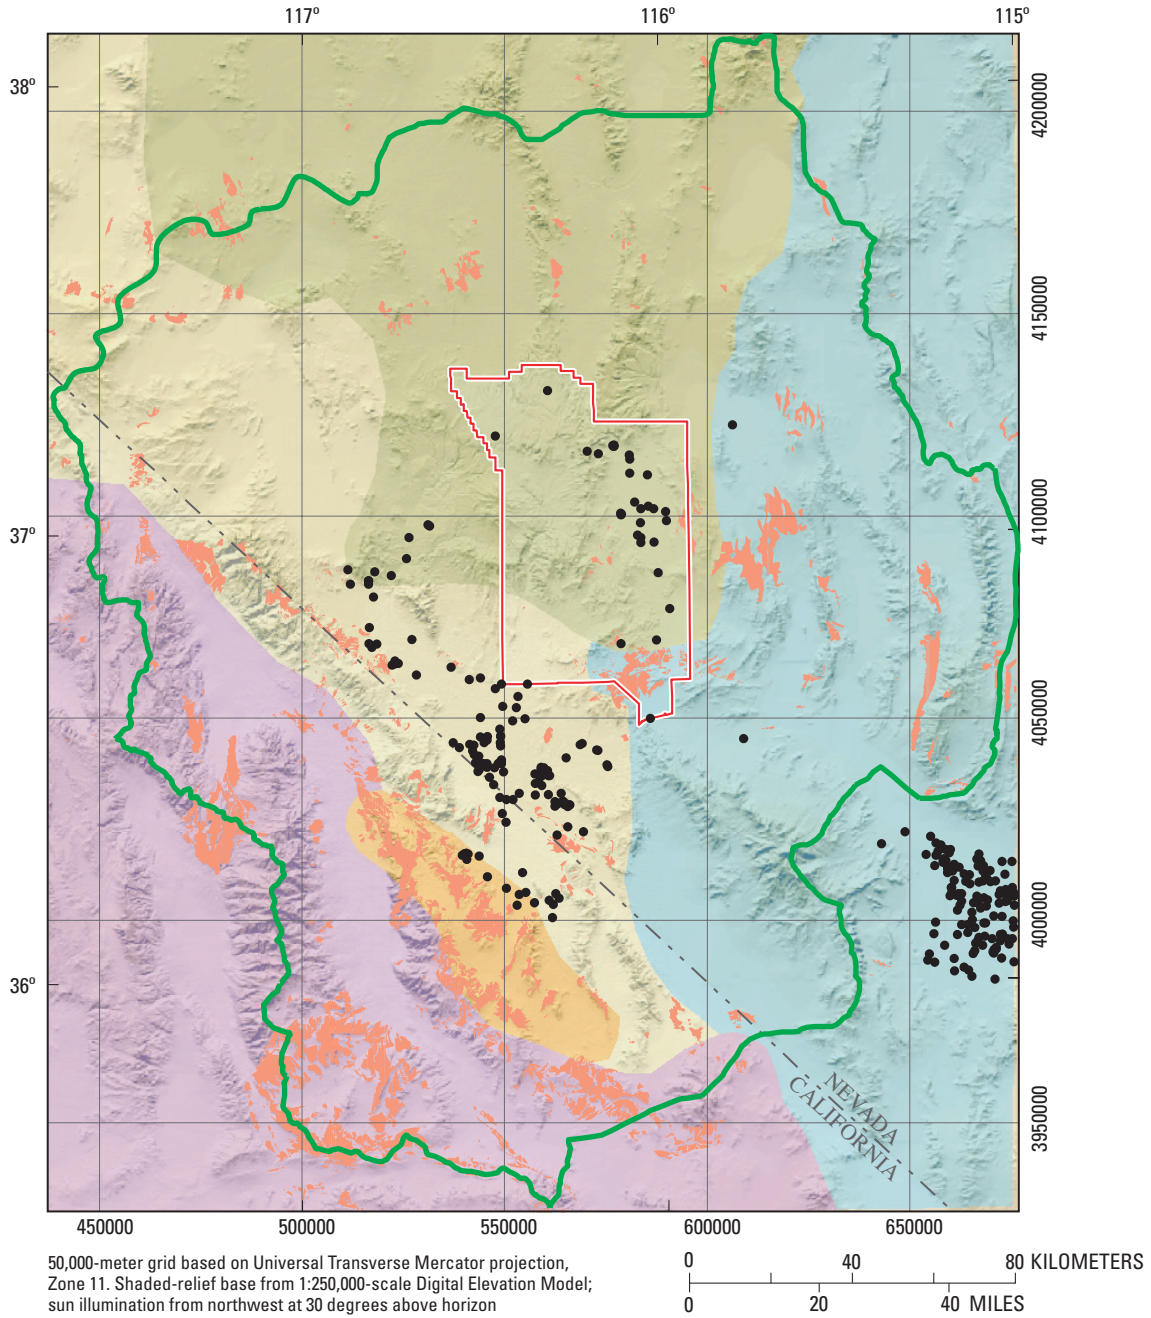 117° 116° 115°
38°
37°
36°
4200000
4150000
4100000
4050000
4000000
3950000
NEVADA
CALIFORNIA
450000 500000 550000 600000 650000
50,000-meter grid based on Universal Transverse Mercator projection,
Zone 11. Shaded-relief base from 1:250,000-scale Digital Elevation Model;
sun illumination from northwest at 30 degrees above horizon
0 40 80 KILOMETERS
0 20 40 MILES